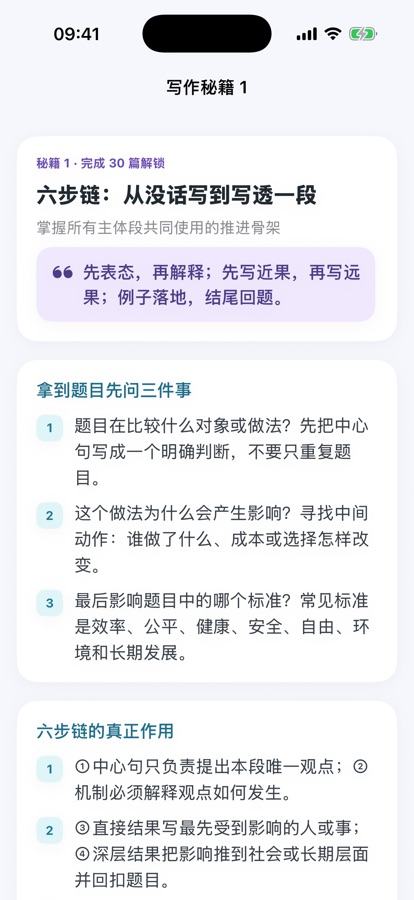 09:41
写作秘籍 1
秘籍 1 · 完成 30 篇解锁
六步链：从没话写到写透一段
掌握所有主体段共同使用的推进骨架
先表态，再解释；先写近果，再写远
果；例子落地，结尾回题。
拿到题目先问三件事
1 题目在比较什么对象或做法？先把中心
句写成一个明确判断，不要只重复题
目。
2 这个做法为什么会产生影响？寻找中间
动作：谁做了什么、成本或选择怎样改
变。
3 最后影响题目中的哪个标准？常见标准
是效率、公平、健康、安全、自由、环
境和长期发展。
六步链的真正作用
1 ①中心句只负责提出本段唯一观点；②
机制必须解释观点如何发生。
2 ③直接结果写最先受到影响的人或事；
④深层结果把影响推到社会或长期层面
并回扣题目。